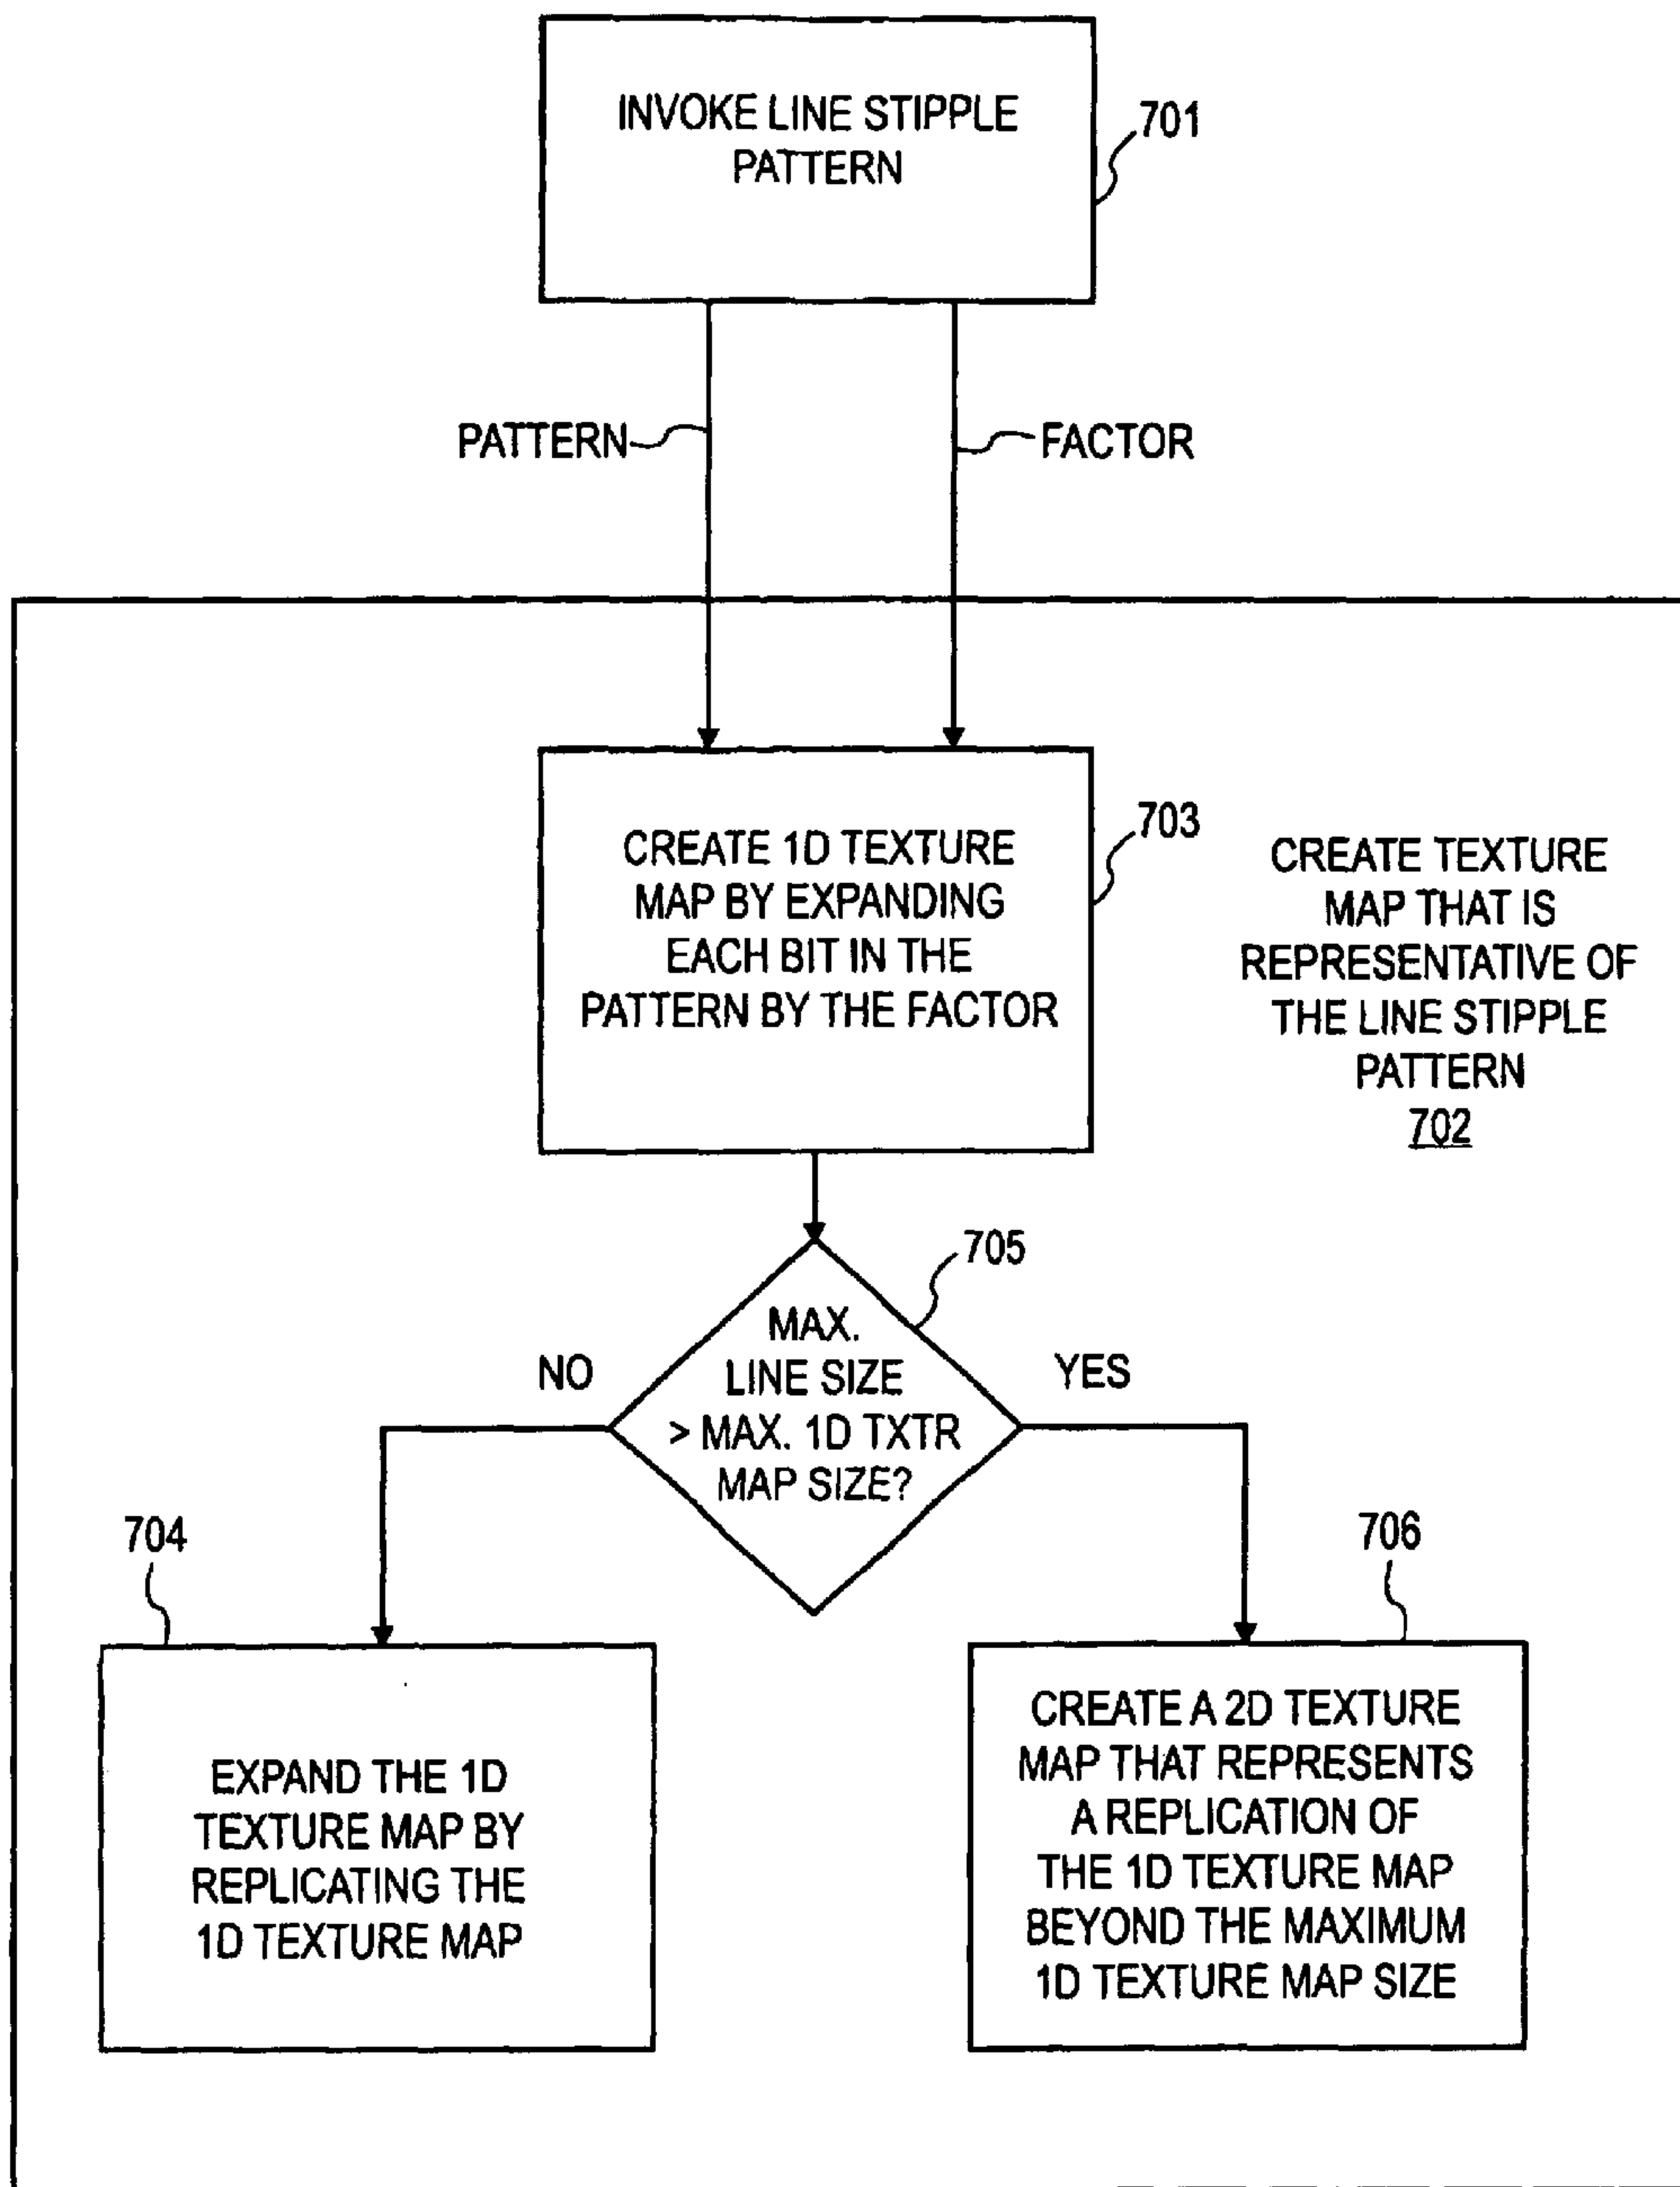 INVOKE LINE STIPPLE
PATTERN
701
PATTERN
FACTOR
CREATE 1D TEXTURE
MAP BY EXPANDING
EACH BIT IN THE
PATTERN BY THE FACTOR
703
CREATE TEXTURE
MAP THAT IS
REPRESENTATIVE OF
THE LINE STIPPLE
PATTERN
702
705
MAX.
LINE SIZE
> MAX. 1D TXTR
MAP SIZE?
NO
YES
704
EXPAND THE 1D
TEXTURE MAP BY
REPLICATING THE
1D TEXTURE MAP
706
CREATE A 2D TEXTURE
MAP THAT REPRESENTS
A REPLICATION OF
THE 1D TEXTURE MAP
BEYOND THE MAXIMUM
1D TEXTURE MAP SIZE